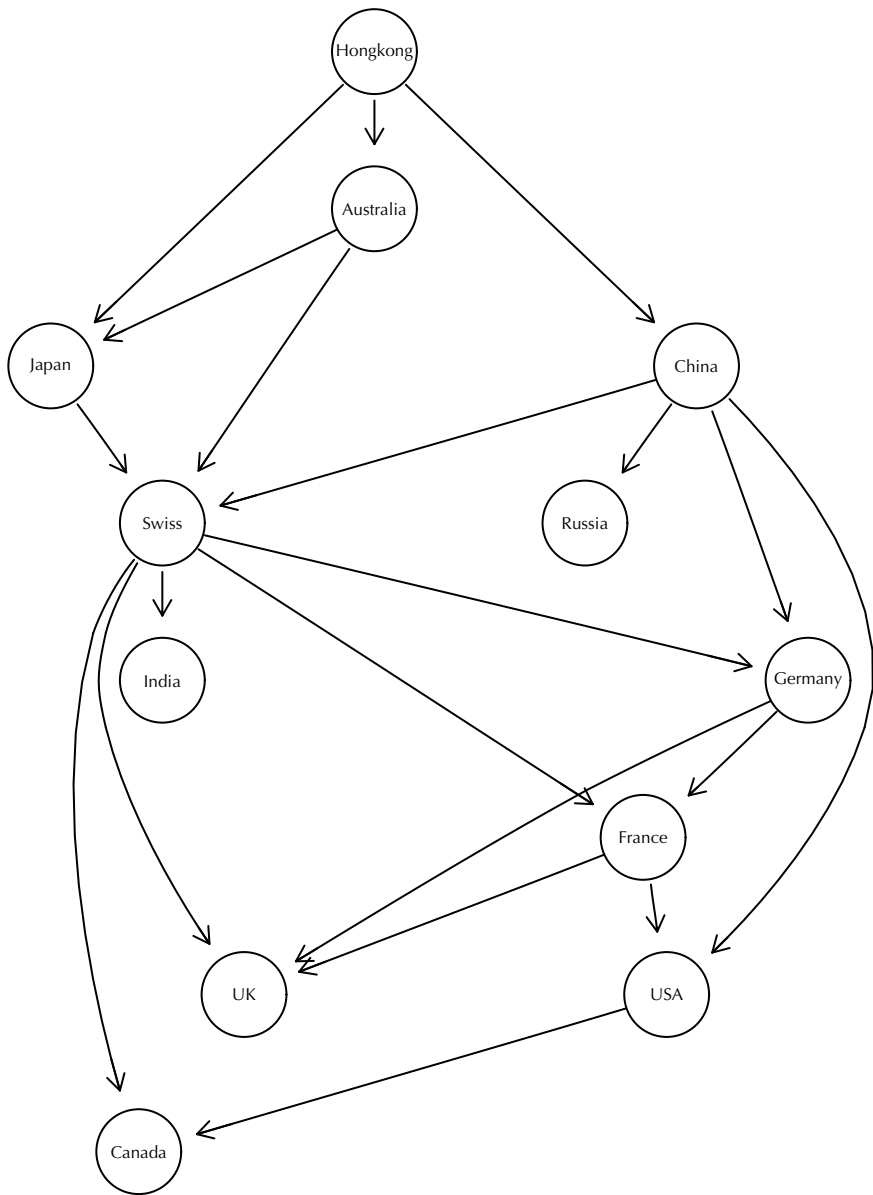 Hongkong
Australia
Japan
China
Swiss
Russia
India
Germany
France
UK
USA
Canada